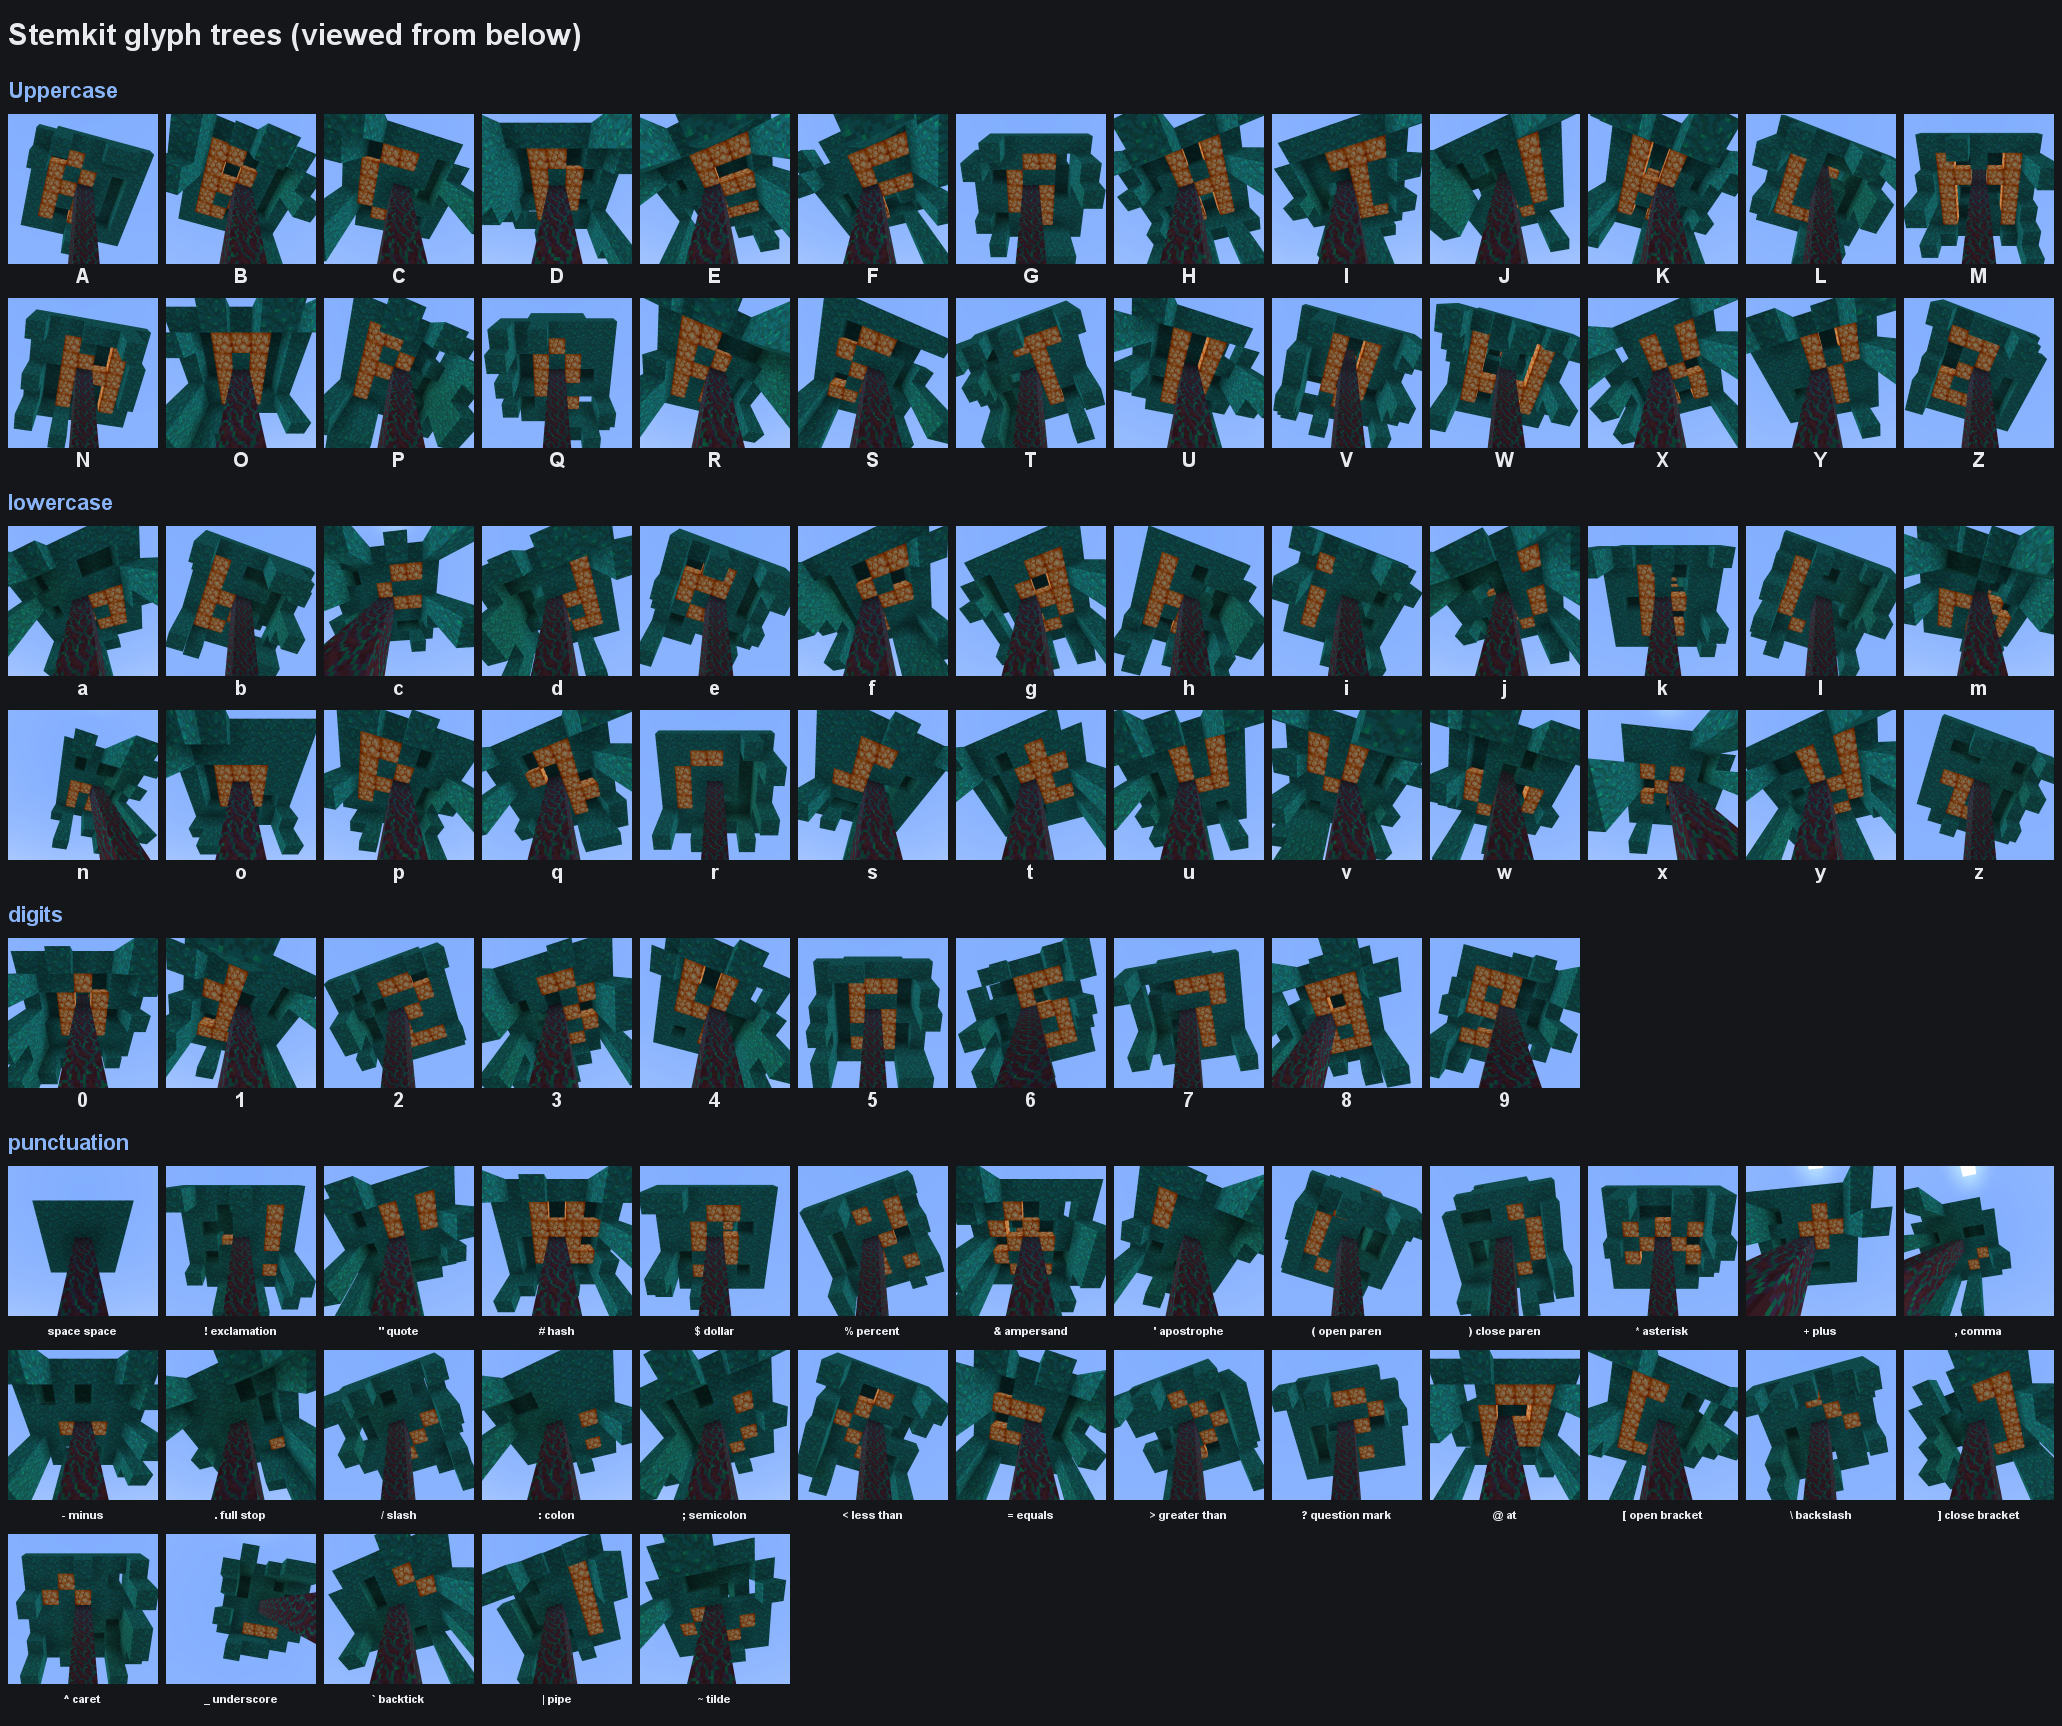 Stemkit glyph trees (viewed from below)
Uppercase
A B C D E F G H I J K L M
N O P Q R S T U V W X Y Z
lowercase
a b c d e f g h i j k l m
n o p q r s t u v w x y z
digits
0 1 2 3 4 5 6 7 8 9
punctuation
space space ! exclamation " quote # hash $ dollar % percent & ampersand ' apostrophe ( open paren ) close paren * asterisk + plus , comma
- minus . full stop / slash : colon ; semicolon < less than = equals > greater than ? question mark @ at [ open bracket \ backslash ] close bracket
^ caret _ underscore ` backtick | pipe ~ tilde